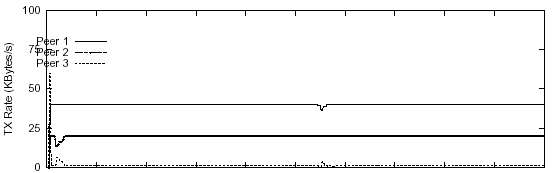 100
75
50
25
0
TX Rate (KBytes/s)
Peer 1
Peer 2
Peer 3